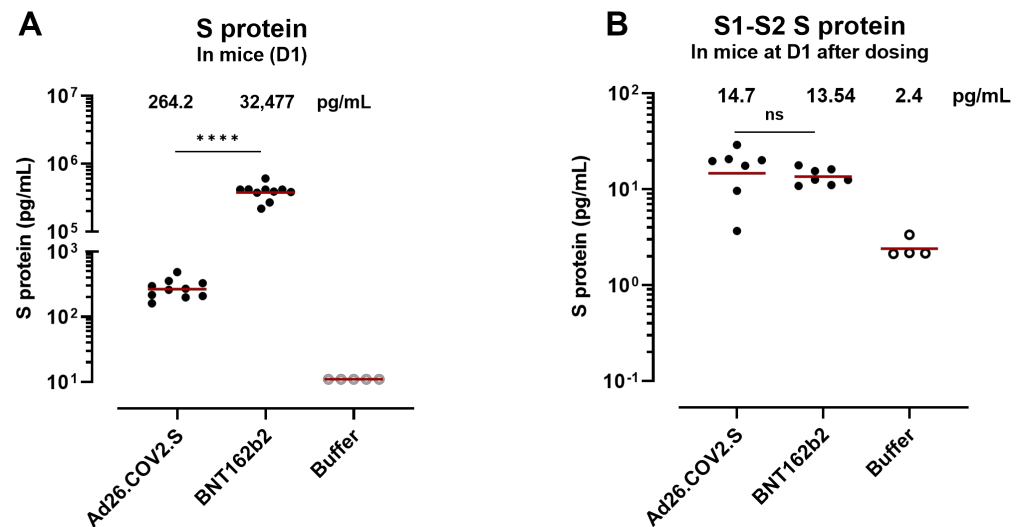 A
S protein
In mice (D1)
264.2 32,477 pg/mL
****
S protein (pg/mL)
10⁷
10⁶
10⁵
10³
10²
10¹
Ad26.COV2.S
BNT162b2
Buffer
B
S1-S2 S protein
In mice at D1 after dosing
14.7 13.54 2.4 pg/mL
ns
S protein (pg/mL)
10²
10¹
10⁰
10⁻¹
Ad26.COV2.S
BNT162b2
Buffer